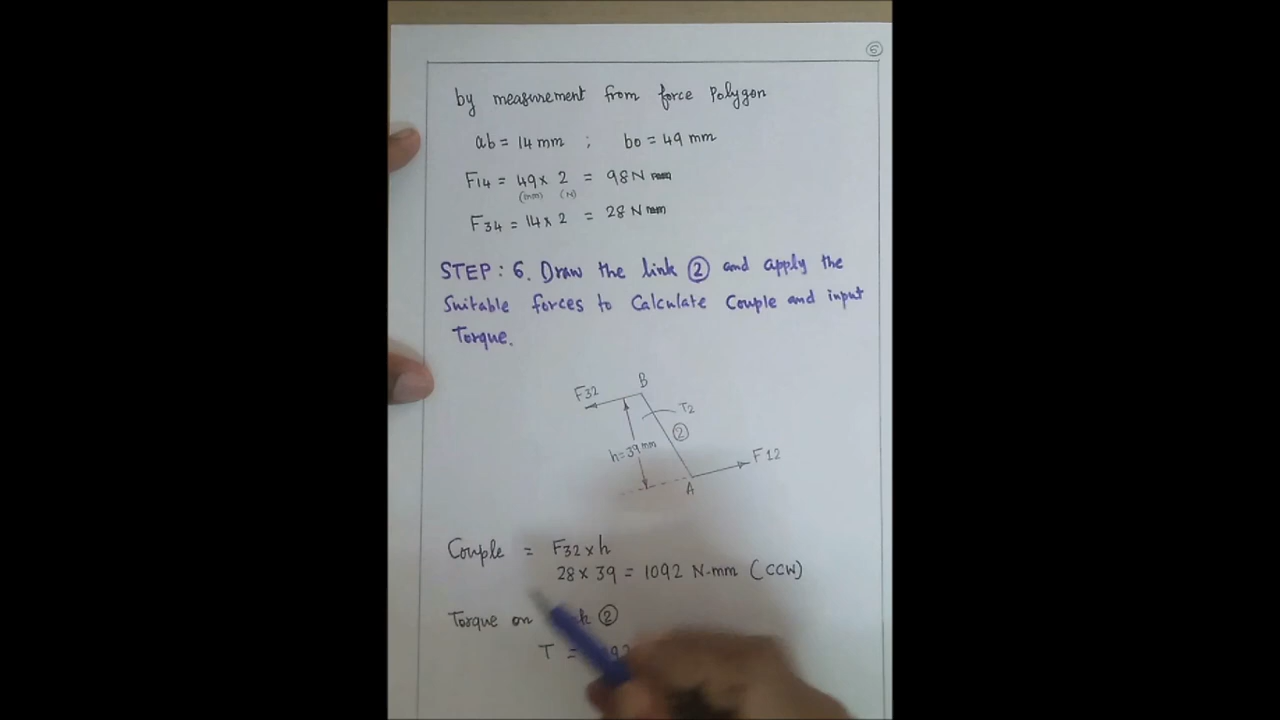 5
by measurement from force Polygon
ab = 14 mm ; bo = 49 mm
F14 = 49 x 2 = 98 N
(mm) (N)
F34 = 14 x 2 = 28 N
STEP : 6. Draw the link 2 and apply the
Suitable forces to Calculate Couple and input
Torque.
B
F32
T2
2
h=39mm
F12
A
Couple = F32 x h
28 x 39 = 1092 N-mm (CCW)
Torque on 2
T =